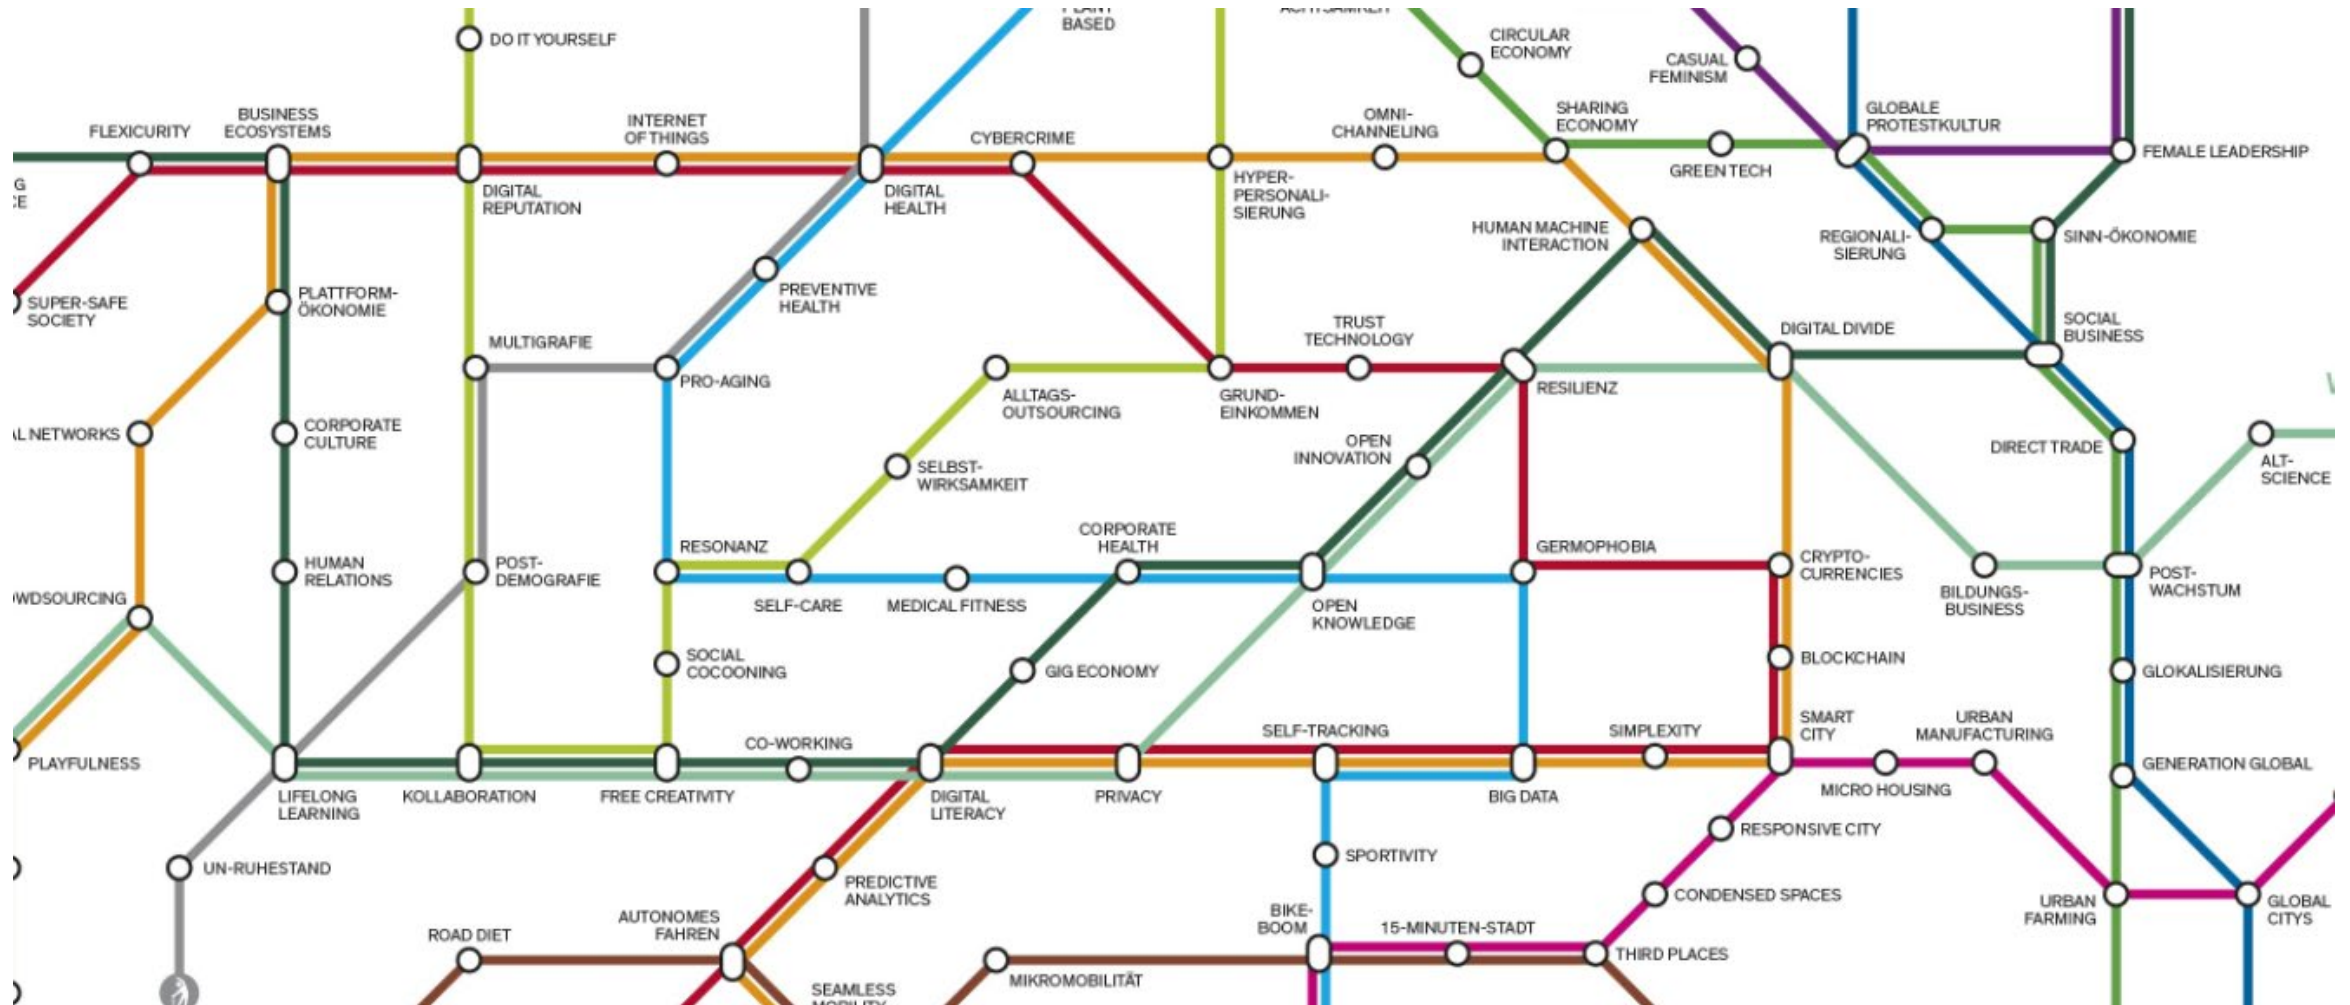 DO IT YOURSELF
BASED
CIRCULAR
ECONOMY
CASUAL
FEMINISM
FLEXICURITY
BUSINESS
ECOSYSTEMS
INTERNET
OF THINGS
CYBERCRIME
OMNI-
CHANNELING
SHARING
ECONOMY
GLOBALE
PROTESTKULTUR
FEMALE LEADERSHIP
GREEN TECH
DIGITAL
REPUTATION
DIGITAL
HEALTH
HYPER-
PERSONALI-
SIERUNG
HUMAN MACHINE
INTERACTION
REGIONALI-
SIERUNG
SINN-ÖKONOMIE
SUPER-SAFE
SOCIETY
PLATTFORM-
ÖKONOMIE
PREVENTIVE
HEALTH
MULTIGRAFIE
PRO-AGING
TRUST
TECHNOLOGY
DIGITAL DIVIDE
SOCIAL
BUSINESS
ALLTAGS-
OUTSOURCING
GRUND-
EINKOMMEN
RESILIENZ
NETWORKS
CORPORATE
CULTURE
SELBST-
WIRKSAMKEIT
OPEN
INNOVATION
DIRECT TRADE
ALT-
SCIENCE
HUMAN
RELATIONS
POST-
DEMOGRAFIE
RESONANZ
SELF-CARE
MEDICAL FITNESS
CORPORATE
HEALTH
OPEN
KNOWLEDGE
GERMOPHOBIA
CRYPTO-
CURRENCIES
BILDUNGS-
BUSINESS
POST-
WACHSTUM
SOCIAL
COCOONING
GIG ECONOMY
BLOCKCHAIN
GLOKALISIERUNG
PLAYFULNESS
CO-WORKING
SELF-TRACKING
SIMPLEXITY
SMART
CITY
URBAN
MANUFACTURING
MICRO HOUSING
GENERATION GLOBAL
LIFELONG
LEARNING
KOLLABORATION
FREE CREATIVITY
DIGITAL
LITERACY
PRIVACY
BIG DATA
RESPONSIVE CITY
UN-RUHESTAND
SPORTIVITY
PREDICTIVE
ANALYTICS
CONDENSED SPACES
URBAN
FARMING
GLOBAL
CITYS
ROAD DIET
AUTONOMES
FAHREN
BIKE-
BOOM
15-MINUTEN-STADT
THIRD PLACES
MIKROMOBILITÄT
SEAMLESS